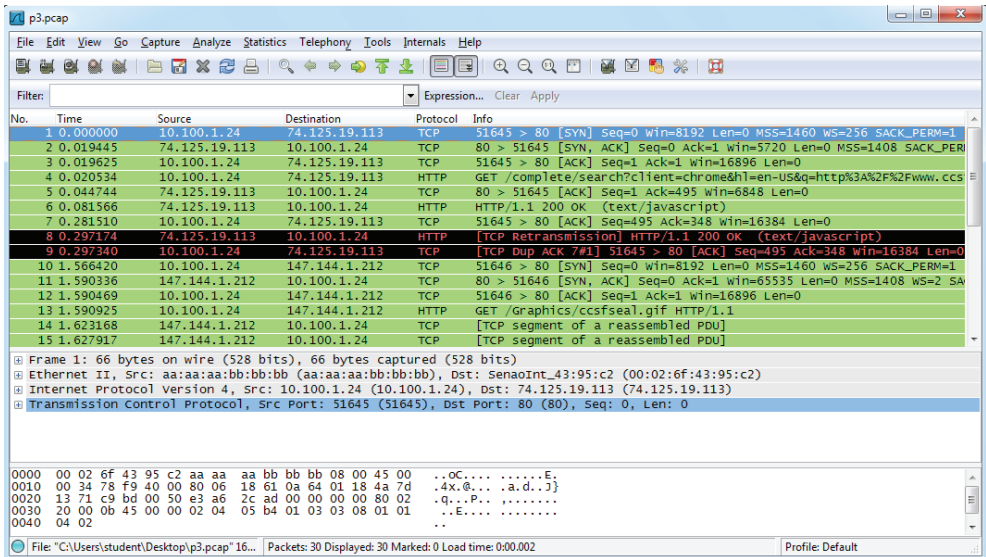 p3.pcap
File Edit View Go Capture Analyze Statistics Telephony Tools Internals Help
Filter: Expression... Clear Apply
No. Time Source Destination Protocol Info
1 0.000000 10.100.1.24 74.125.19.113 TCP 51645 > 80 [SYN] Seq=0 Win=8192 Len=0 MSS=1460 WS=256 SACK_PERM=1
2 0.019445 74.125.19.113 10.100.1.24 TCP 80 > 51645 [SYN, ACK] Seq=0 Ack=1 Win=5720 Len=0 MSS=1408 SACK_PERM
3 0.019625 10.100.1.24 74.125.19.113 TCP 51645 > 80 [ACK] Seq=1 Ack=1 Win=16896 Len=0
4 0.020534 10.100.1.24 74.125.19.113 HTTP GET /complete/search?client=chrome&hl=en-US&q=http%3A%2F%2Fwww.ccs
5 0.044744 74.125.19.113 10.100.1.24 TCP 80 > 51645 [ACK] Seq=1 Ack=495 Win=6848 Len=0
6 0.081566 74.125.19.113 10.100.1.24 HTTP HTTP/1.1 200 OK (text/javascript)
7 0.281510 10.100.1.24 74.125.19.113 TCP 51645 > 80 [ACK] Seq=495 Ack=348 Win=16384 Len=0
8 0.297174 74.125.19.113 10.100.1.24 HTTP [TCP Retransmission] HTTP/1.1 200 OK (text/javascript)
9 0.297340 10.100.1.24 74.125.19.113 TCP [TCP Dup ACK 7#1] 51645 > 80 [ACK] Seq=495 Ack=348 Win=16384 Len=0
10 1.566420 10.100.1.24 147.144.1.212 TCP 51646 > 80 [SYN] Seq=0 Win=8192 Len=0 MSS=1460 WS=256 SACK_PERM=1
11 1.590336 147.144.1.212 10.100.1.24 TCP 80 > 51646 [SYN, ACK] Seq=0 Ack=1 Win=65535 Len=0 MSS=1408 WS=2 SA
12 1.590469 10.100.1.24 147.144.1.212 TCP 51646 > 80 [ACK] Seq=1 Ack=1 Win=16896 Len=0
13 1.590925 10.100.1.24 147.144.1.212 HTTP GET /Graphics/ccsfseal.gif HTTP/1.1
14 1.623168 147.144.1.212 10.100.1.24 TCP [TCP segment of a reassembled PDU]
15 1.627917 147.144.1.212 10.100.1.24 TCP [TCP segment of a reassembled PDU]
Frame 1: 66 bytes on wire (528 bits), 66 bytes captured (528 bits)
Ethernet II, Src: aa:aa:aa:bb:bb:bb (aa:aa:aa:bb:bb:bb), Dst: SenaoInt_43:95:c2 (00:02:6f:43:95:c2)
Internet Protocol Version 4, Src: 10.100.1.24 (10.100.1.24), Dst: 74.125.19.113 (74.125.19.113)
Transmission Control Protocol, Src Port: 51645 (51645), Dst Port: 80 (80), Seq: 0, Len: 0
0000 00 02 6f 43 95 c2 aa aa aa bb bb bb 08 00 45 00 ..oC.... ......E.
0010 00 34 78 f9 40 00 80 06 18 61 0a 64 01 18 4a 7d .4x.@... .a.d..J}
0020 13 71 c9 bd 00 50 e3 a6 2c ad 00 00 00 00 80 02 .q...P.. ,.......
0030 20 00 0b 45 00 00 02 04 05 b4 01 03 03 08 01 01 ..E.... ........
0040 04 02 ..
File: "C:\Users\student\Desktop\p3.pcap" 16... Packets: 30 Displayed: 30 Marked: 0 Load time: 0:00.002 Profile: Default